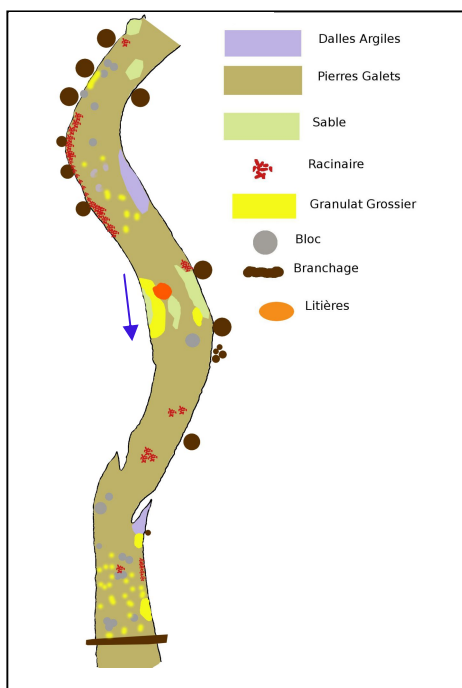 Dalles Argiles
Pierres Galets
Sable
Racinaire
Granulat Grossier
Bloc
Branchage
Litières